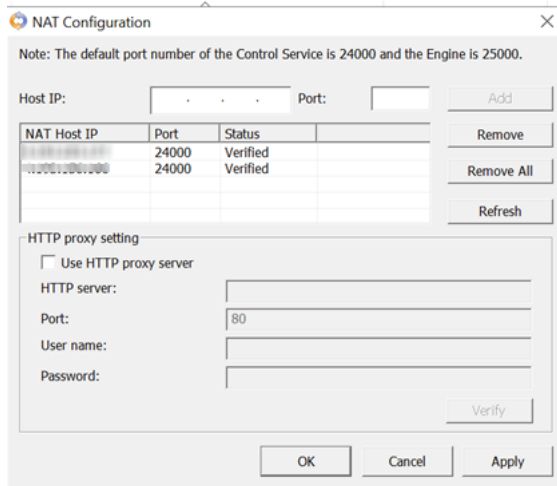 NAT Configuration
Note: The default port number of the Control Service is 24000 and the Engine is 25000.
Host IP: . . . Port: Add
NAT Host IP Port Status
24000 Verified
24000 Verified
Remove
Remove All
Refresh
HTTP proxy setting
Use HTTP proxy server
HTTP server:
Port: 80
User name:
Password:
Verify
OK Cancel Apply